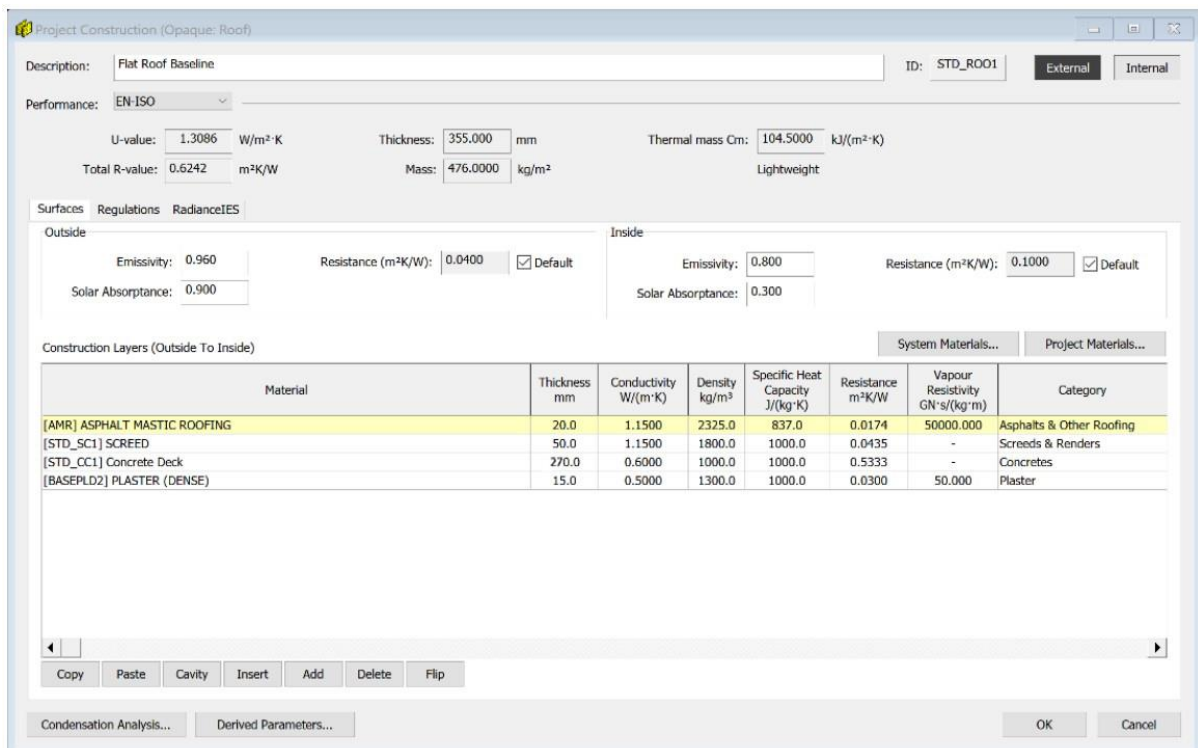 Project Construction (Opaque: Roof)
Description: Flat Roof Baseline ID: STD_ROO1 External Internal
Performance: EN-ISO
U-value: 1.3086 W/m²·K Thickness: 355.000 mm Thermal mass Cm: 104.5000 kJ/(m²·K)
Total R-value: 0.6242 m²K/W Mass: 476.0000 kg/m² Lightweight
Surfaces Regulations RadianceIES
Outside Inside
Emissivity: 0.960 Resistance (m²K/W): 0.0400 Default Emissivity: 0.800 Resistance (m²K/W): 0.1000 Default
Solar Absorptance: 0.900 Solar Absorptance: 0.300
Construction Layers (Outside To Inside) System Materials... Project Materials...
Material Thickness mm Conductivity W/(m·K) Density kg/m³ Specific Heat Capacity J/(kg·K) Resistance m²K/W Vapour Resistivity GN·s/(kg·m) Category
[AMR] ASPHALT MASTIC ROOFING 20.0 1.1500 2325.0 837.0 0.0174 50000.000 Asphalts & Other Roofing
[STD_SC1] SCREED 50.0 1.1500 1800.0 1000.0 0.0435 - Screeds & Renders
[STD_CC1] Concrete Deck 270.0 0.6000 1000.0 1000.0 0.5333 - Concretes
[BASEPLD2] PLASTER (DENSE) 15.0 0.5000 1300.0 1000.0 0.0300 50.000 Plaster
Copy Paste Cavity Insert Add Delete Flip
Condensation Analysis... Derived Parameters... OK Cancel